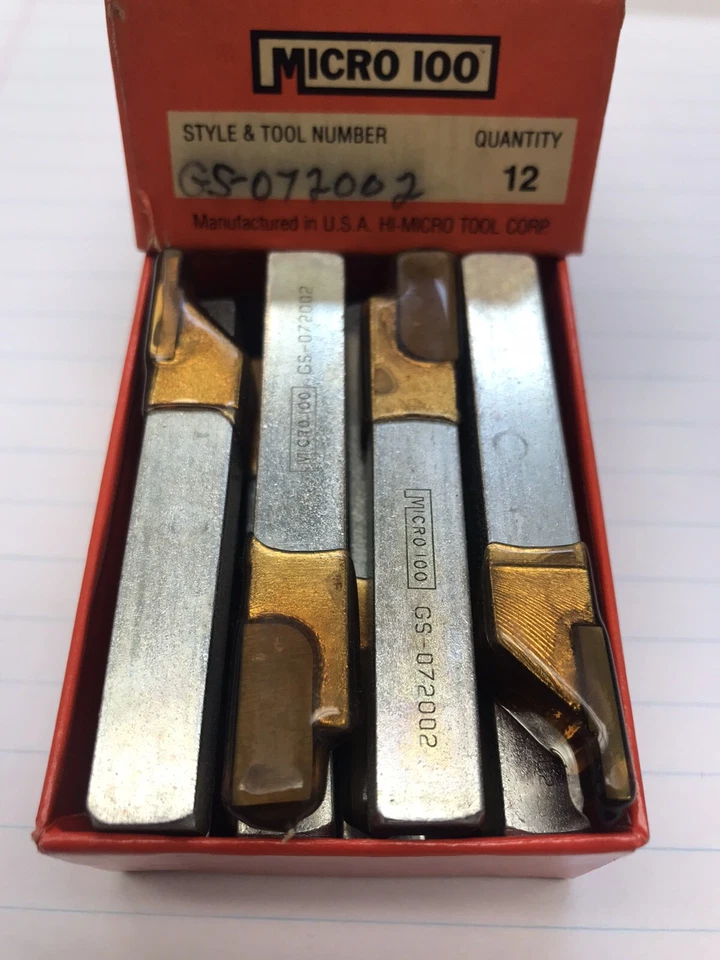 MICRO 100
STYLE & TOOL NUMBER
QUANTITY
GS-072002
12
Manufactured in U.S.A. HI-MICRO TOOL CORP
MICRO 100 GS-072002
MICRO 100 GS-072002